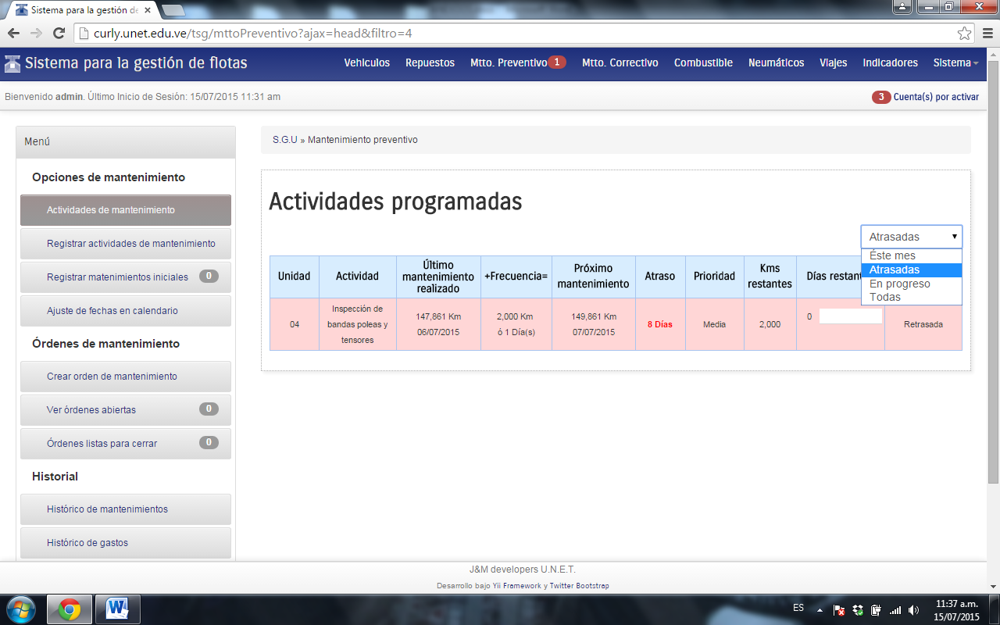 Sistema para la gestión de
curly.unet.edu.ve/tsg/mttoPreventivo?ajax=head&filtro=4
Sistema para la gestión de flotas
Vehiculos Repuestos Mtto. Preventivo 1 Mtto. Correctivo Combustible Neumáticos Viajes Indicadores Sistema
Bienvenido admin. Último Inicio de Sesión: 15/07/2015 11:31 am
3 Cuenta(s) por activar
Menú
Opciones de mantenimiento
Actividades de mantenimiento
Registrar actividades de mantenimiento
Registrar matenimientos iniciales 0
Ajuste de fechas en calendario
Órdenes de mantenimiento
Crear orden de mantenimiento
Ver órdenes abiertas 0
Órdenes listas para cerrar 0
Historial
Histórico de mantenimientos
Histórico de gastos
S.G.U » Mantenimiento preventivo
Actividades programadas
Atrasadas
Éste mes
Atrasadas
En progreso
Todas
Unidad
Actividad
Último
mantenimiento
realizado
+Frecuencia=
Próximo
mantenimiento
Atraso
Prioridad
Kms
restantes
Días restant
04
Inspección de
bandas poleas y
tensores
147,861 Km
06/07/2015
2,000 Km
ó 1 Día(s)
149,861 Km
07/07/2015
8 Días
Media
2,000
0
Retrasada
J&M developers U.N.E.T.
Desarrollo bajo Yii Framework y Twitter Bootstrap
ES
11:37 a.m.
15/07/2015